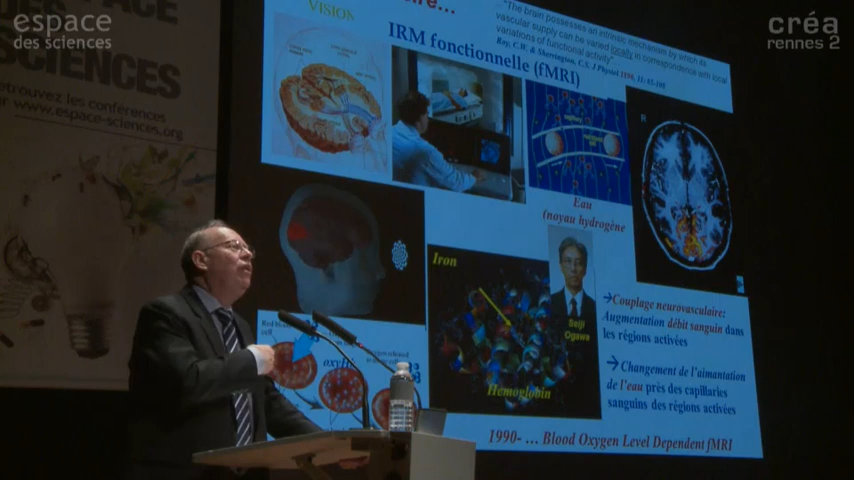 espace
des sciences
créa
rennes 2
SCIENCES
les conférences
www.espace-sciences.org
VISION
"The brain possesses an intrinsic mechanism by which its
vascular supply can be varied locally in correspondence with local
variations of functional activity"
Roy, C.W. & Sherrington, C.S. J Physiol 1890, 11: 85-108
IRM fonctionnelle (fMRI)
R
Eau
(noyau hydrogène
Iron
Seiji
Ogawa
Hemoglobin
➔Couplage neurovasculaire:
Augmentation débit sanguin dans
les régions activées
➔Changement de l'aimantation
de l'eau près des capillaries
sanguins des régions activées
1990- ... Blood Oxygen Level Dependent fMRI